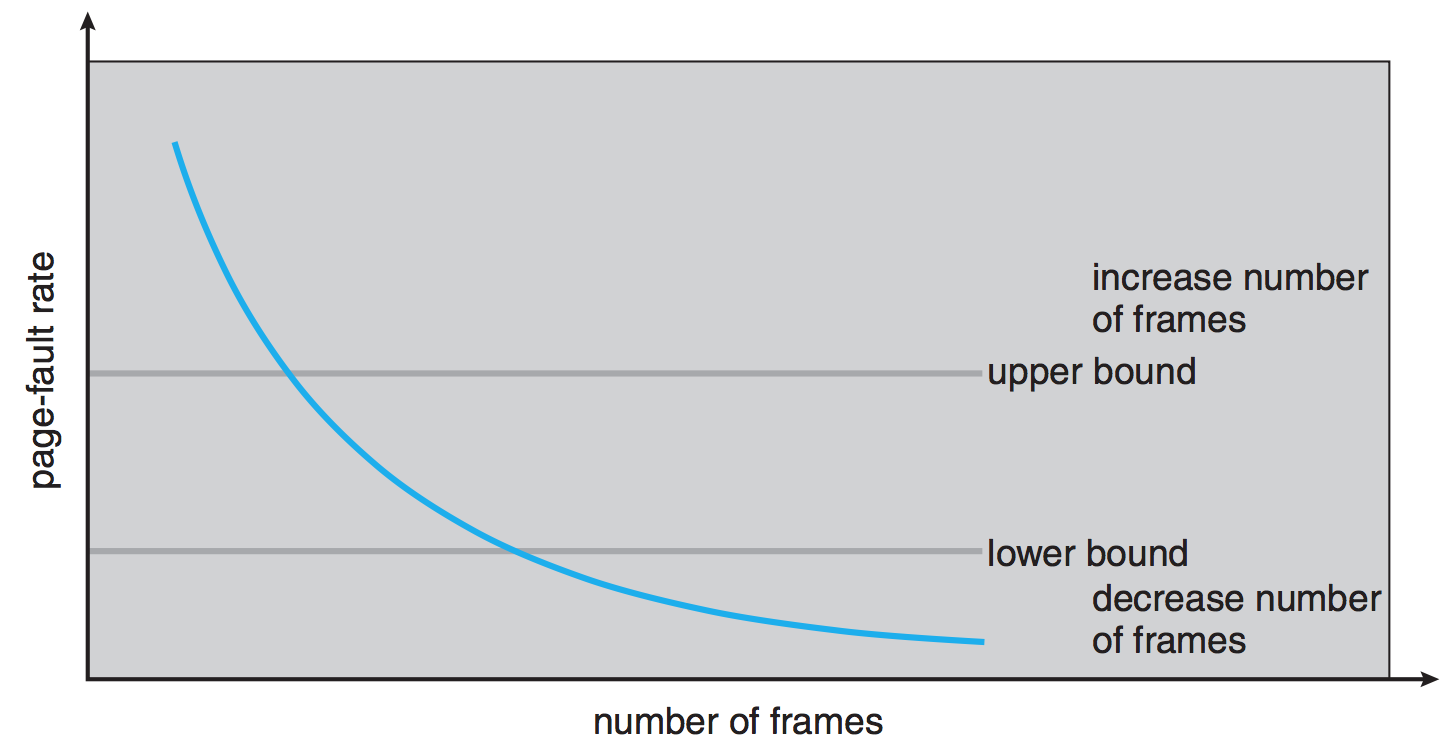 page-fault rate
increase number
of frames
upper bound
lower bound
decrease number
of frames
number of frames